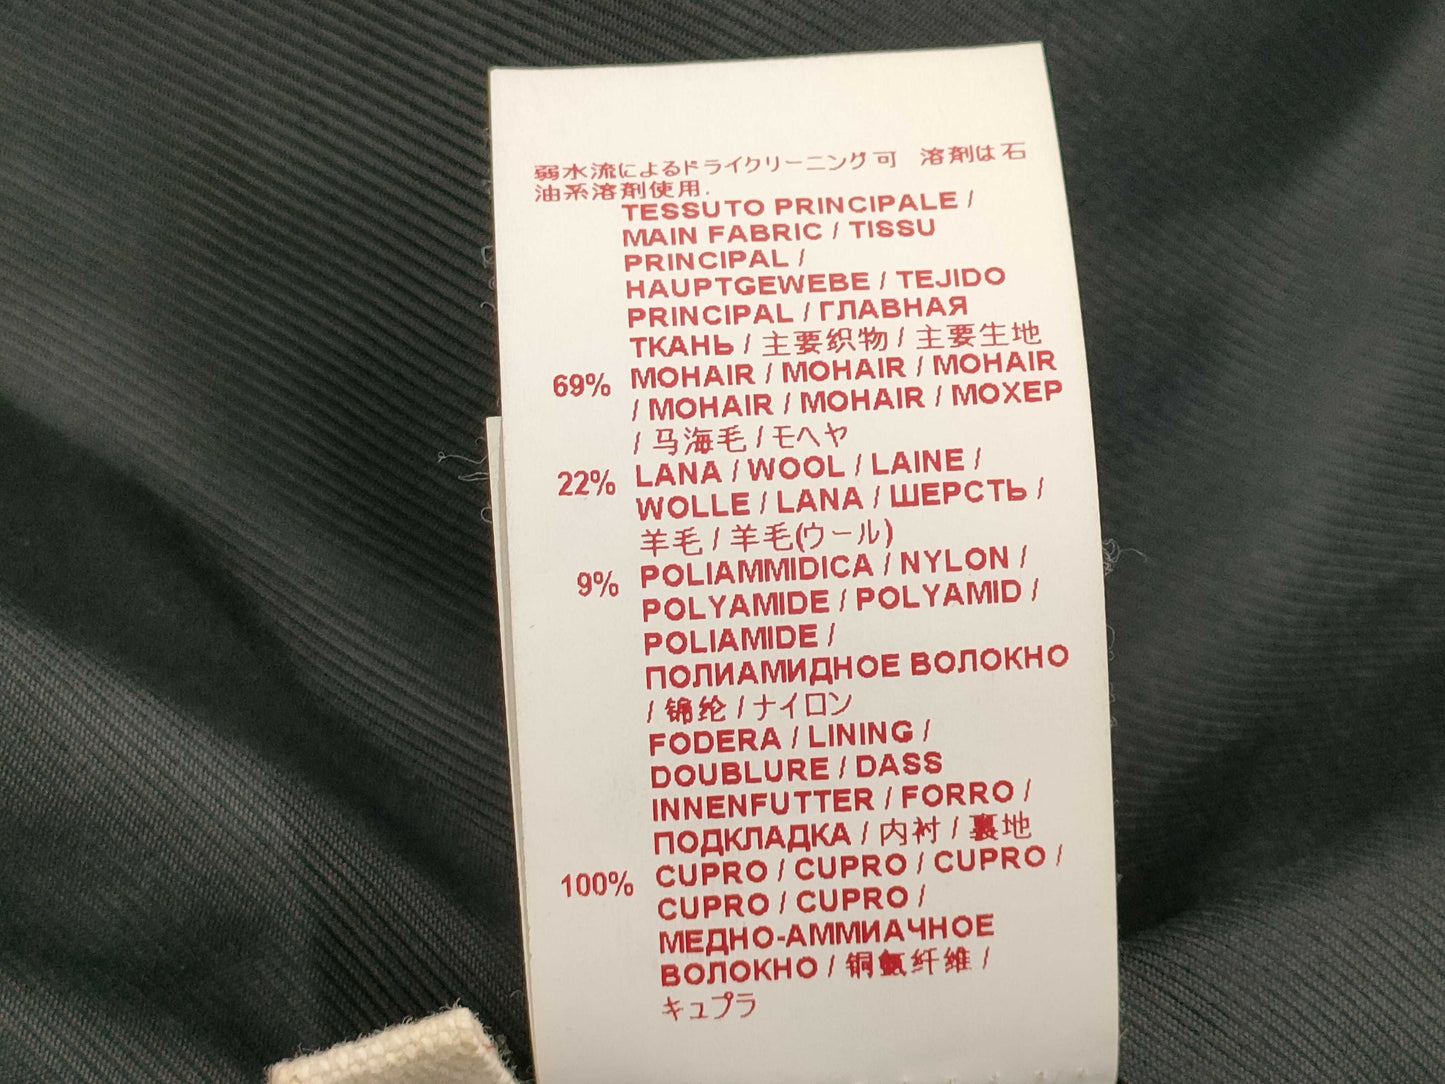 弱水流によるドライクリーニング可 溶剤は石
油系溶剤使用.
TESSUTO PRINCIPALE /
MAIN FABRIC / TISSU
PRINCIPAL /
HAUPTGEWEBE / TEJIDO
PRINCIPAL / ГЛАВНАЯ
ТКАНЬ / 主要织物 / 主要生地
69% MOHAIR / MOHAIR / MOHAIR
/ MOHAIR / MOHAIR / МОХЕР
/ 马海毛 / モヘヤ
22% LANA / WOOL / LAINE /
WOLLE / LANA / ШЕРСТЬ /
羊毛 / 羊毛(ウール)
9% POLIAMMIDICA / NYLON /
POLYAMIDE / POLYAMID /
POLIAMIDE /
ПОЛИАМИДНОЕ ВОЛОКНО
/ 锦纶 / ナイロン
FODERA / LINING /
DOUBLURE / DASS
INNENFUTTER / FORRO /
ПОДКЛАДКА / 内衬 / 裏地
100% CUPRO / CUPRO / CUPRO /
CUPRO / CUPRO /
МЕДНО-АММИАЧНОЕ
ВОЛОКНО / 铜氨纤维 /
キュプラ